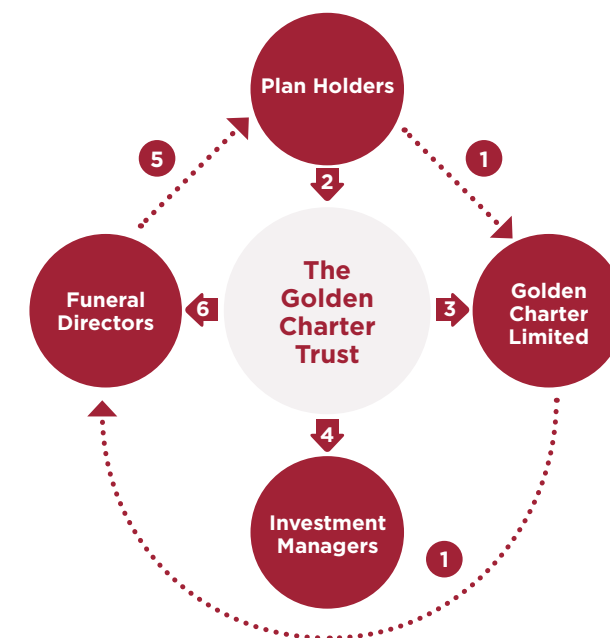 Plan Holders
5
1
2
The
Golden
Charter
Trust
Funeral
Directors
6
3
Golden
Charter
Limited
4
Investment
Managers
1